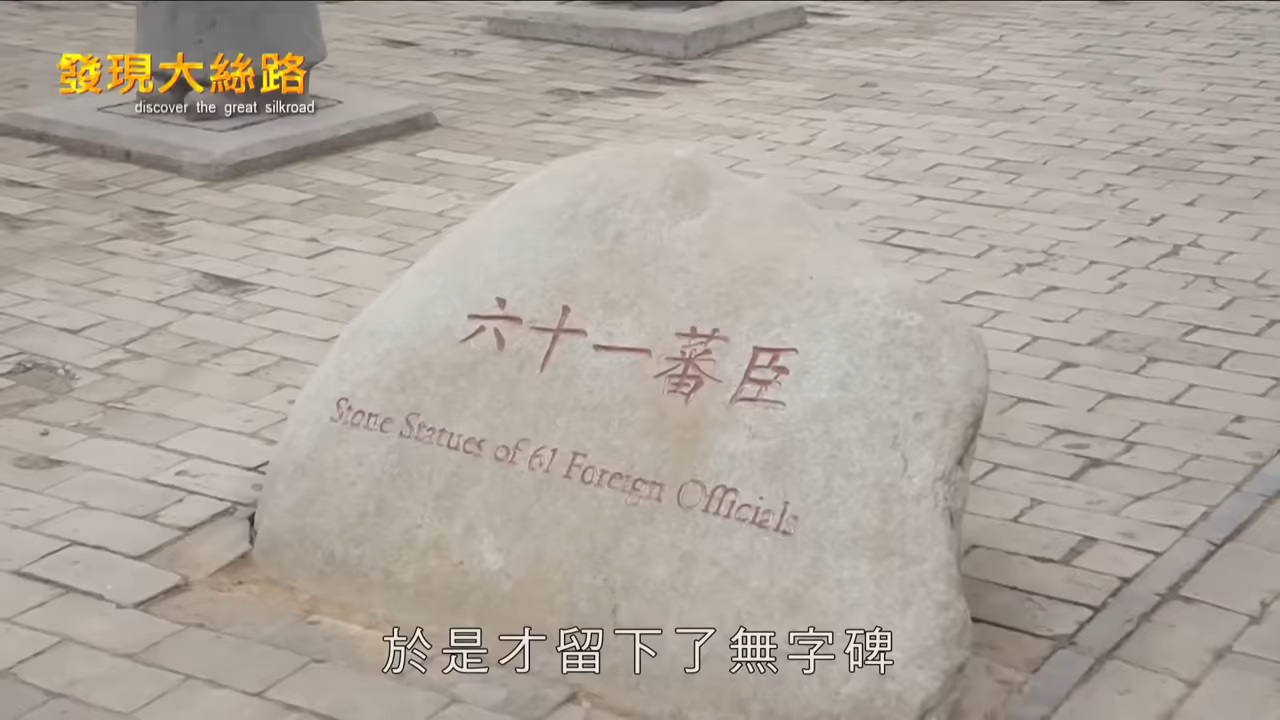 發現大絲路
discover the great silkroad
六十一蕃臣
Stone Statues of 61 Foreign Officials
於是才留下了無字碑